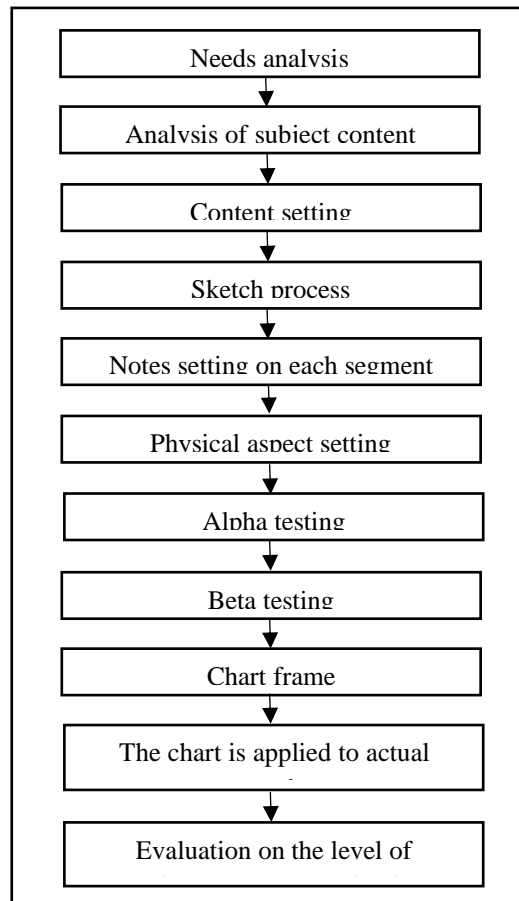 Needs analysis
Analysis of subject content
Content setting
Sketch process
Notes setting on each segment
Physical aspect setting
Alpha testing
Beta testing
Chart frame
The chart is applied to actual
Evaluation on the level of